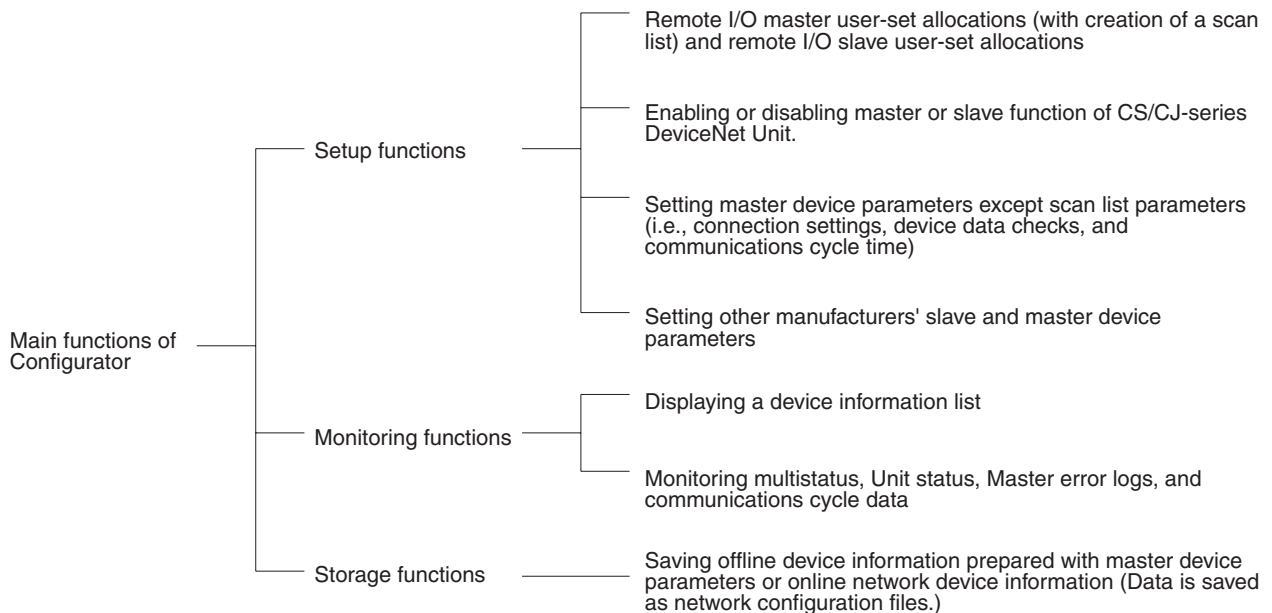 Remote I/O master user-set allocations (with creation of a scan
list) and remote I/O slave user-set allocations
Enabling or disabling master or slave function of CS/CJ-series
DeviceNet Unit.
Setup functions
Setting master device parameters except scan list parameters
(i.e., connection settings, device data checks, and
communications cycle time)
Setting other manufacturers' slave and master device
parameters
Main functions of
Configurator
Displaying a device information list
Monitoring functions
Monitoring multistatus, Unit status, Master error logs, and
communications cycle data
Storage functions
Saving offline device information prepared with master device
parameters or online network device information (Data is saved
as network configuration files.)